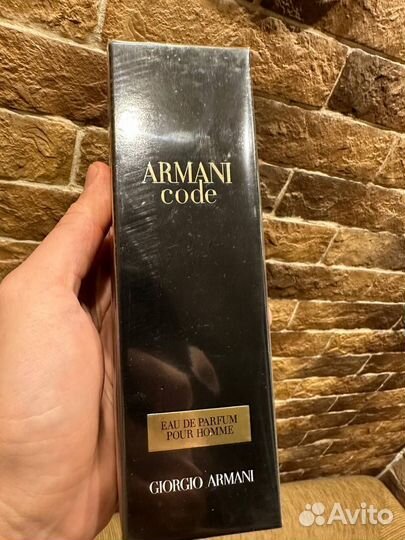 ARMANI
code
EAU DE PARFUM
POUR HOMME
GIORGIO ARMANI
Avito